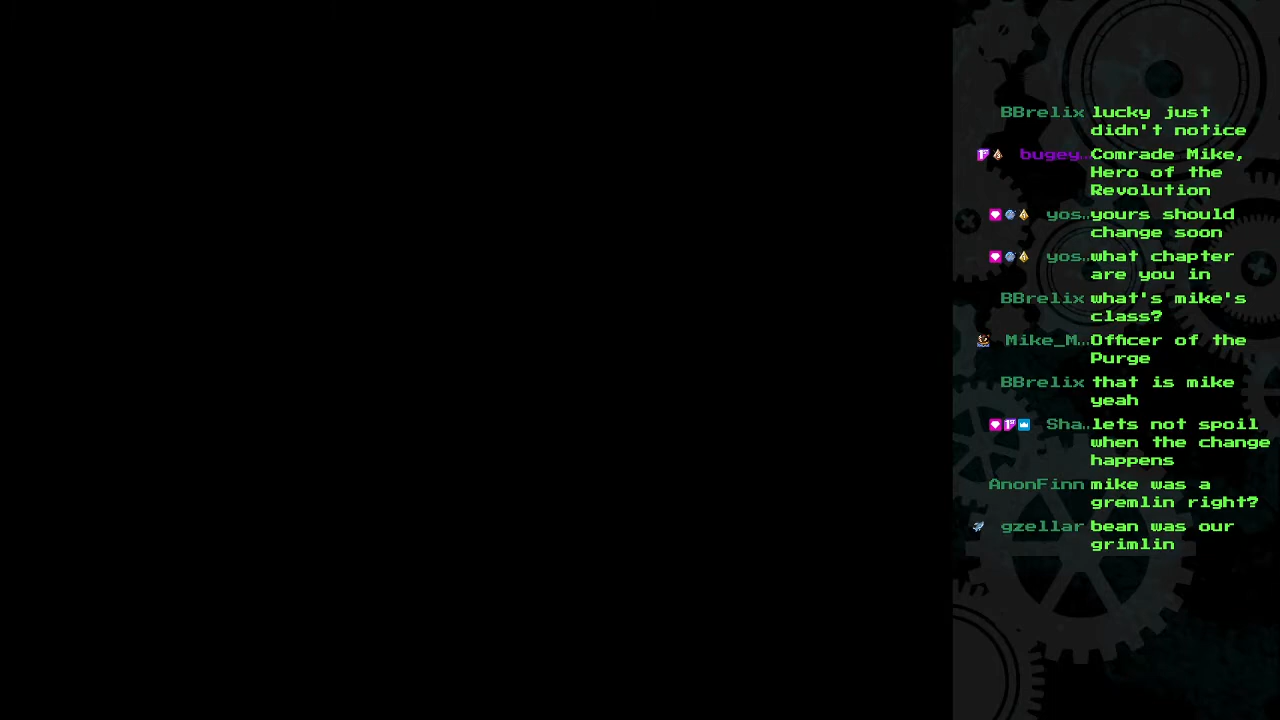 BBrelix lucky just
didn't notice
bugey.. Comrade Mike,
Hero of the
Revolution
yos.. yours should
change soon
yos.. what chapter
are you in
BBrelix what's mike's
class?
Mike_M... Officer of the
Purge
BBrelix that is mike
yeah
Sha.. lets not spoil
when the change
happens
AnonFinn mike was a
gremlin right?
gzellar bean was our
grimlin